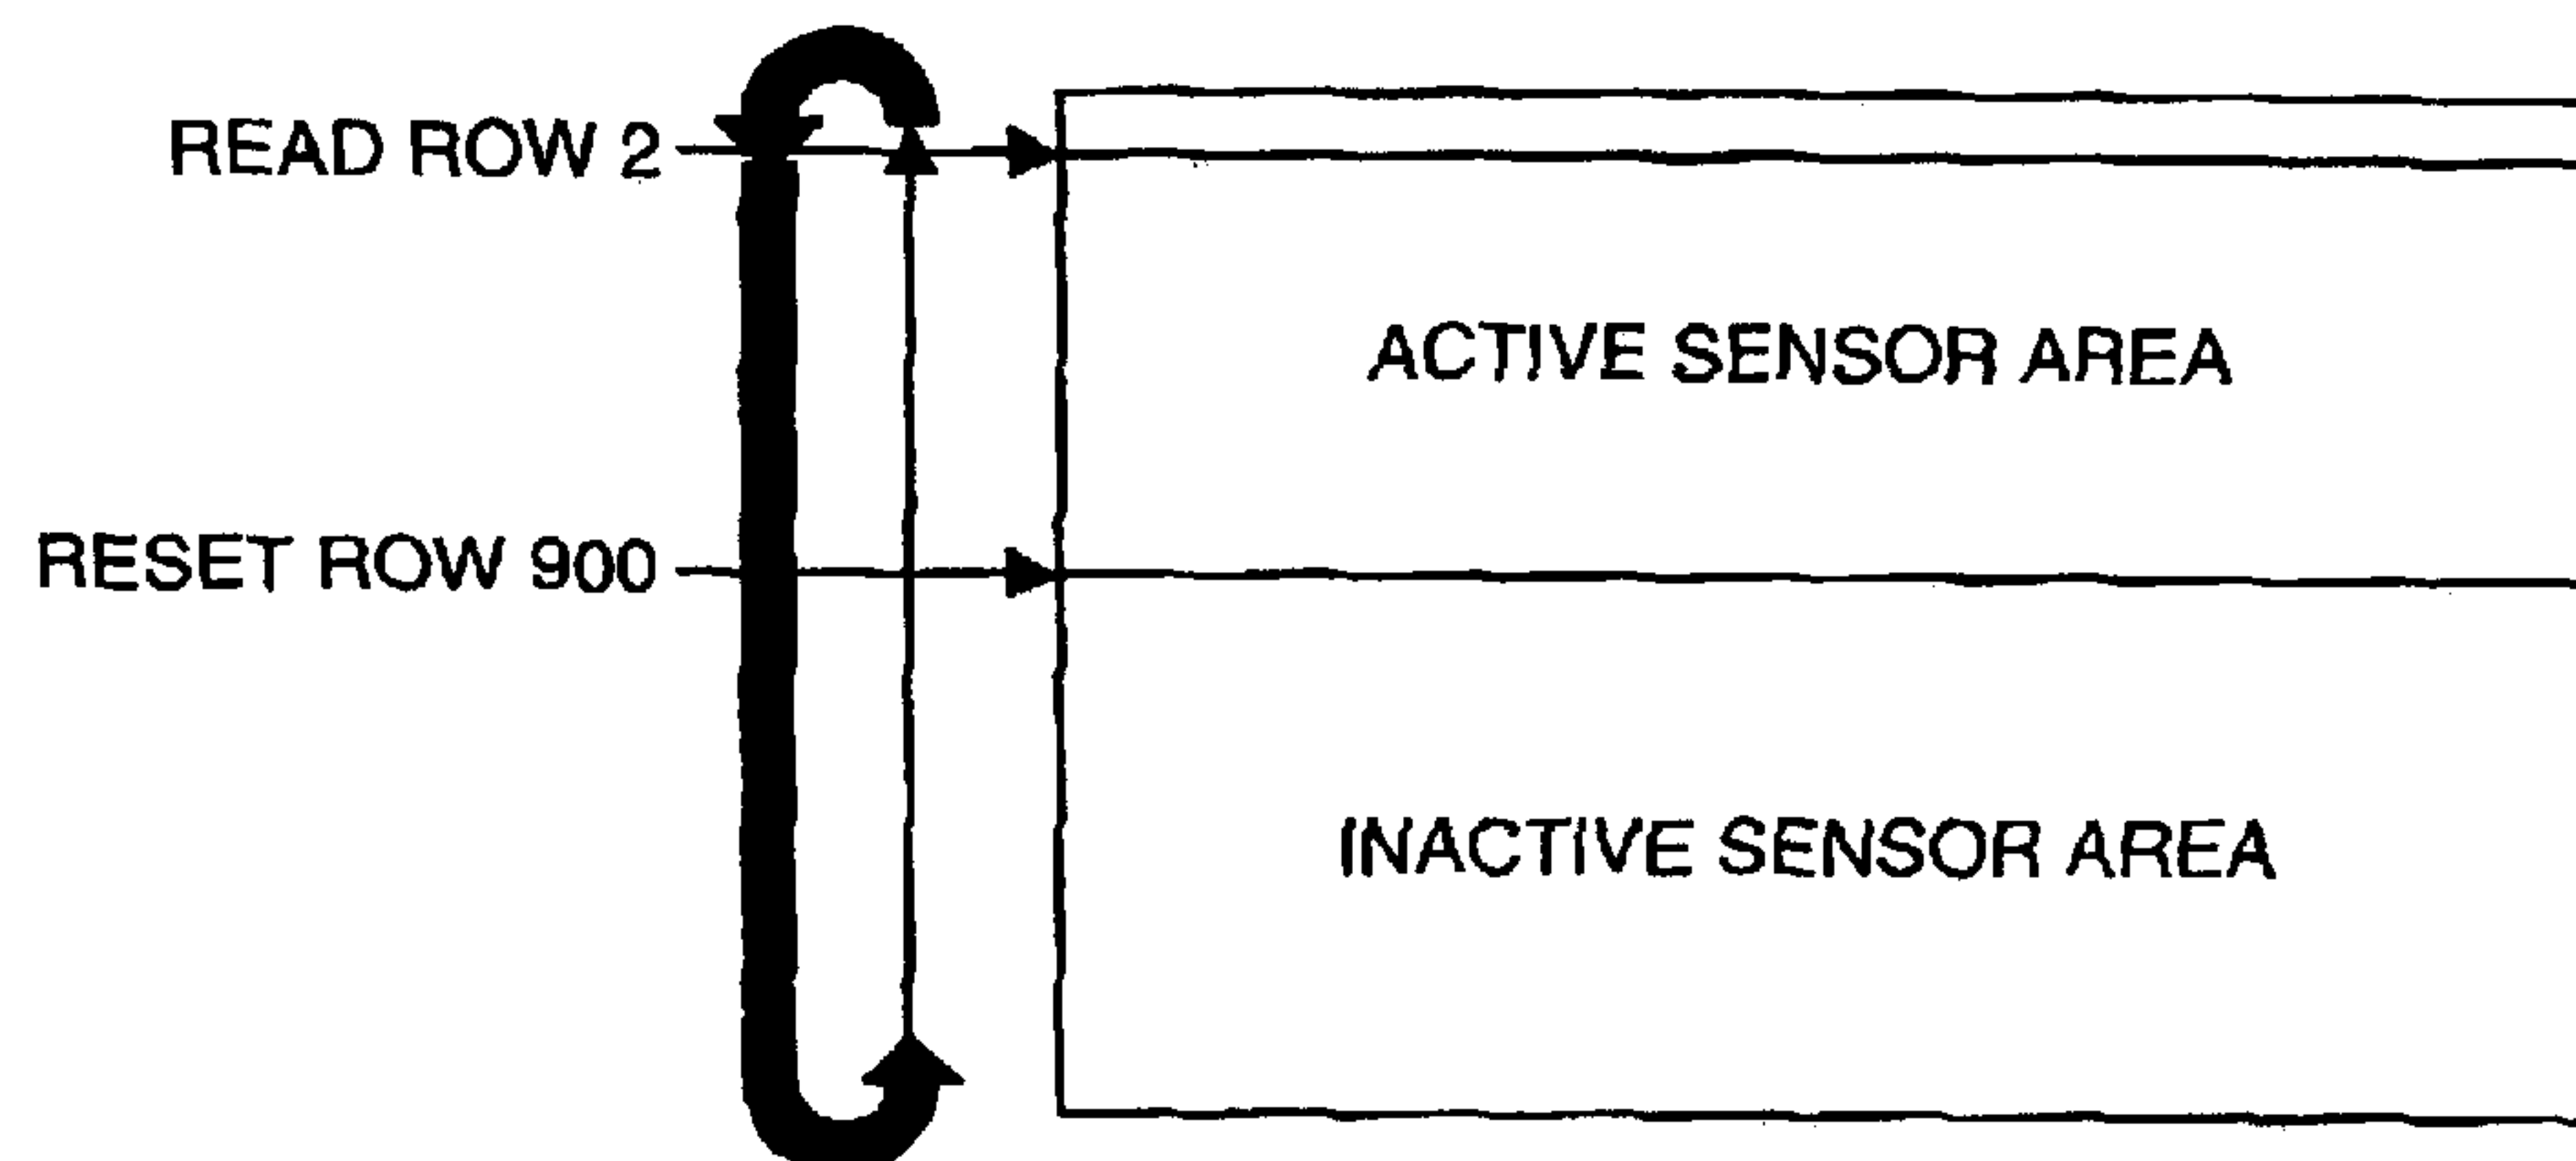 READ ROW 2
ACTIVE SENSOR AREA
RESET ROW 900
INACTIVE SENSOR AREA